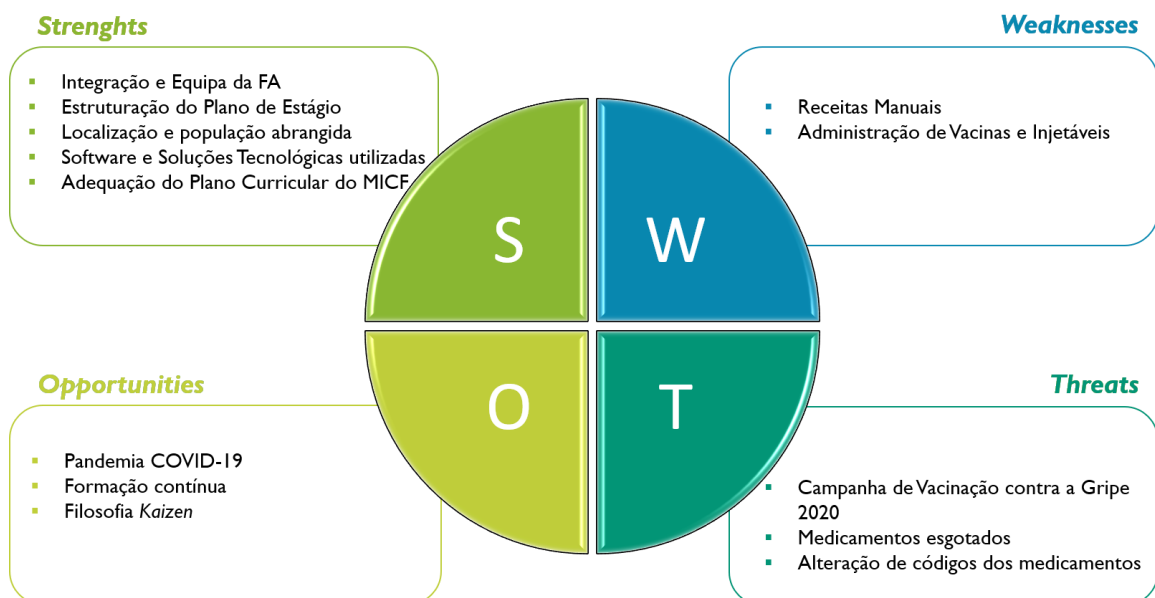 Strenghts
Integração e Equipa da FA
Estruturação do Plano de Estágio
Localização e população abrangida
Software e Soluções Tecnológicas utilizadas
Adequação do Plano Curricular do MICF
Weaknesses
Receitas Manuais
Administração de Vacinas e Injetáveis
S
W
O
T
Opportunities
Pandemia COVID-19
Formação contínua
Filosofia Kaizen
Threats
Campanha de Vacinação contra a Gripe
2020
Medicamentos esgotados
Alteração de códigos dos medicamentos